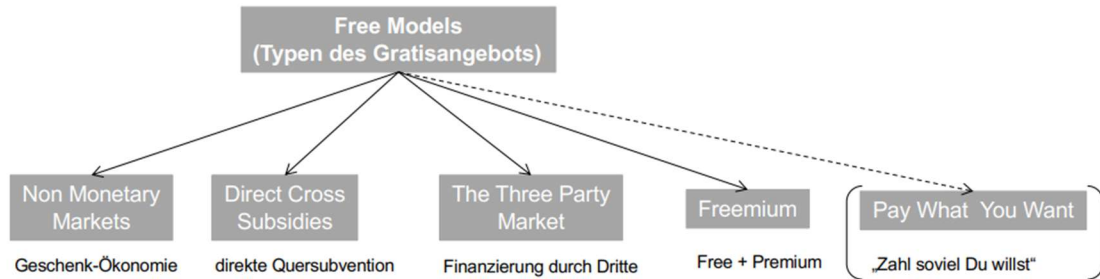 Free Models
(Typen des Gratisangebots)
Non Monetary
Markets
Direct Cross
Subsidies
The Three Party
Market
Freemium
Pay What You Want
Geschenk-Ökonomie
direkte Quersubvention
Finanzierung durch Dritte
Free + Premium
„Zahl soviel Du willst“